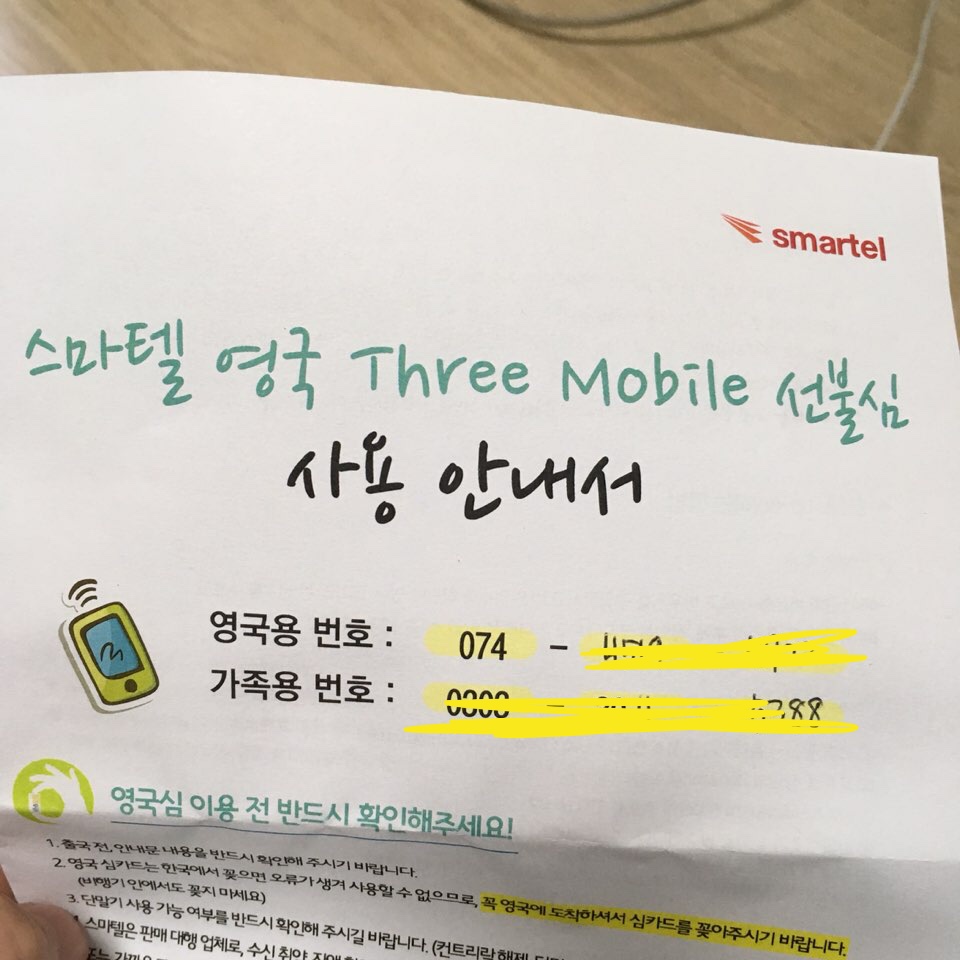 smartel
스마텔 영국 Three Mobile 선불심
사용 안내서
영국용 번호 : 074 -
가족용 번호 :
영국심 이용 전 반드시 확인해주세요!
1. 출국 전, 안내문 내용을 반드시 확인해 주시기 바랍니다.
2. 영국 심카드는 한국에서 꽂으면 오류가 생겨 사용할 수 없으므로, 꼭 영국에 도착하셔서 심카드를 꽂아주시기 바랍니다.
(비행기 안에서도 꽂지 마세요)
3. 단말기 사용 가능 여부를 반드시 확인해 주시길 바랍니다. (컨트리락 해제,
스마텔은 판매 대행 업체로, 수신 취약,